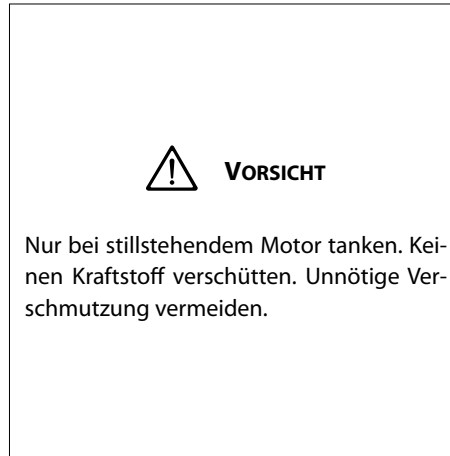 VORSICHT
Nur bei stillstehendem Motor tanken. Kei-
nen Kraftstoff verschütten. Unnötige Ver-
schmutzung vermeiden.